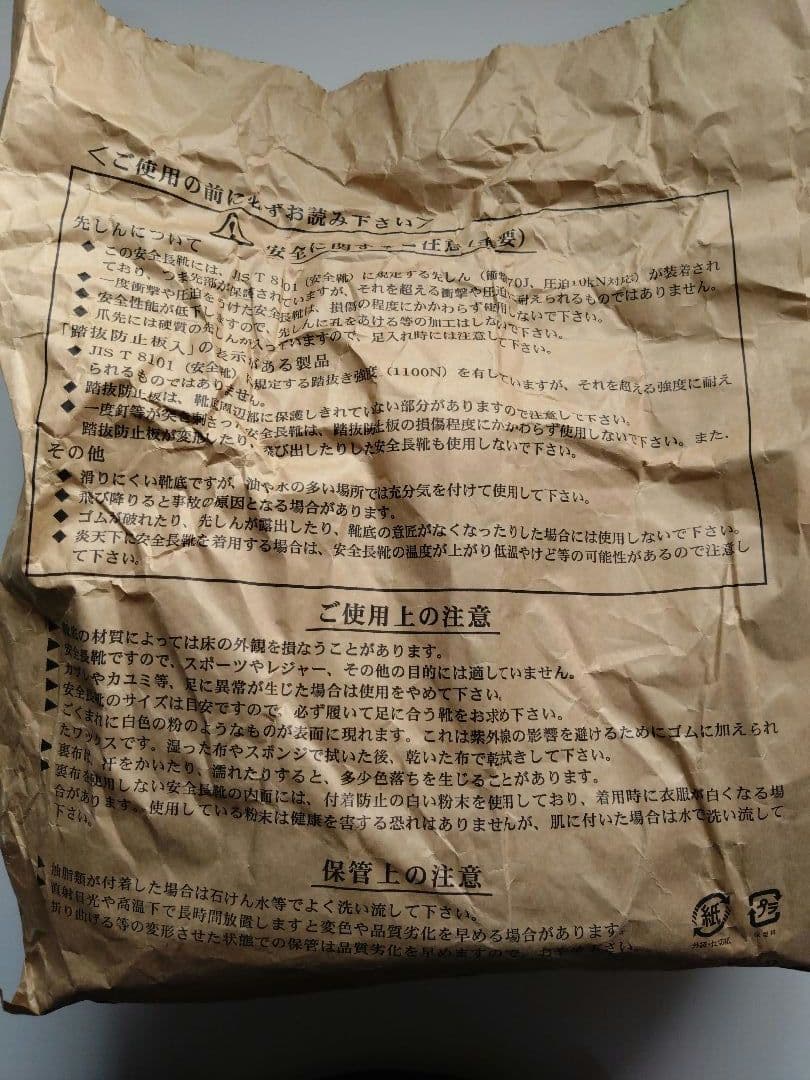 <ご使用の前に必ずお読み下さい>
安全に関するご注意(重要)
先しんについて
◆ この安全長靴には、JIS T 8101 (安全靴) に規定する先しん (衝撃70J、圧迫10kN対応) が装着され
ており、つま先部が保護されていますが、それを超える衝撃や圧迫に耐えられるものではありません。
◆ 一度衝撃や圧迫をうけた安全長靴は、損傷の程度にかかわらず使用しないで下さい。
◆ 安全性能が低下しますので、先しんに孔をあける等の加工はしないで下さい。
◆ 爪先には硬質の先しんが入っていますので、足入れ時には注意して下さい。
「踏抜防止板入」の表示がある製品
◆ JIS T 8101 (安全靴) に規定する踏抜き強度 (1100N) を有していますが、それを超える強度に耐え
られるものではありません。
◆ 踏抜防止板は、靴底周辺部に保護しきれていない部分がありますので注意して下さい。
◆ 一度釘等が突き刺さった安全長靴は、踏抜防止板の損傷程度にかかわらず使用しないで下さい。また、
踏抜防止板が変形したり、飛び出したりした安全長靴も使用しないで下さい。
その他
◆ 滑りにくい靴底ですが、油や水の多い場所では充分気を付けて使用して下さい。
◆ 飛び降りると事故の原因となる場合があります。
◆ ゴムが破れたり、先しんが露出したり、靴底の意匠がなくなったりした場合には使用しないで下さい。
◆ 炎天下に安全長靴を着用する場合は、安全長靴の温度が上がり低温やけど等の可能性があるので注意し
て下さい。
ご使用上の注意
▶ の材質によっては床の外観を損なうことがあります。
▶ 安全長靴ですので、スポーツやレジャー、その他の目的には適していません。
▶ カブレやカユミ等、足に異常が生じた場合は使用をやめて下さい。
▶ 安全長靴のサイズは目安ですので、必ず履いて足に合う靴をお求め下さい。
▶ ごくまれに白色の粉のようなものが表面に現れます。これは紫外線の影響を避けるためにゴムに加えられ
たワックスです。湿った布やスポンジで拭いた後、乾いた布で乾拭きして下さい。
▶ 裏布は、汗をかいたり、濡れたりすると、多少色落ちを生じることがあります。
▶ 裏布を使用しない安全長靴の内面には、付着防止の白い粉末を使用しており、着用時に衣服が白くなる場
合があります。使用している粉末は健康を害する恐れはありませんが、肌に付いた場合は水で洗い流して
下さい。
保管上の注意
▶ 油脂類が付着した場合は石けん水等でよく洗い流して下さい。
▶ 直射日光や高温下で長時間放置しますと変色や品質劣化を早める場合があります。
折り曲げる等の変形させた状態での保管は品質劣化を早めますので、
紙
プラ